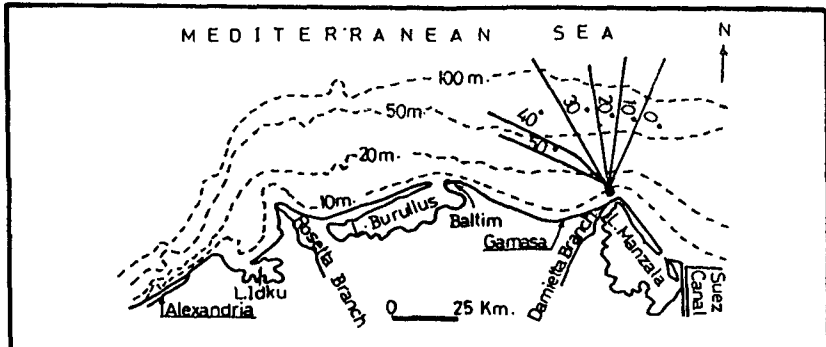 MEDITERRANEAN SEA
N
100 m.
50m.
20m.
10m.
40°
50°
30°
20°
10°
0°
L. Burullus
Baltim
Gamasa
Rosetta Branch
Damietta Branch
L. Manzala
Suez
Canal
L.Idku
Alexandria
0 25 Km.